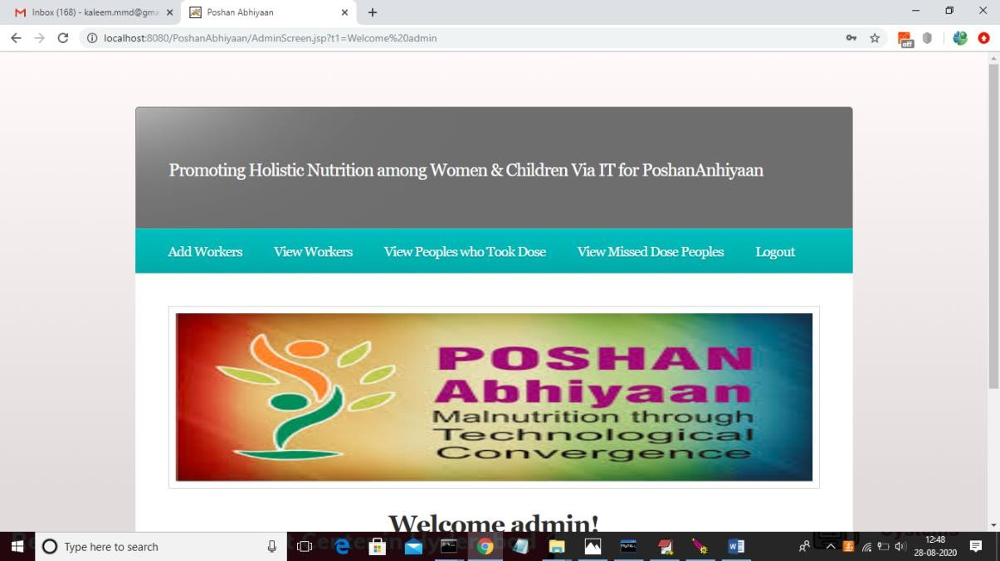 Inbox (168) - kaleem.mmd@gma
Poshan Abhiyaan
localhost:8080/PoshanAbhiyaan/AdminScreen.jsp?t1=Welcome%20admin
off
Promoting Holistic Nutrition among Women & Children Via IT for PoshanAnhiyaan
Add Workers View Workers View Peoples who Took Dose View Missed Dose Peoples Logout
POSHAN
Abhiyaan
Malnutrition through
Technological
Convergence
Welcome admin!
Type here to search
12:48
28-08-2020